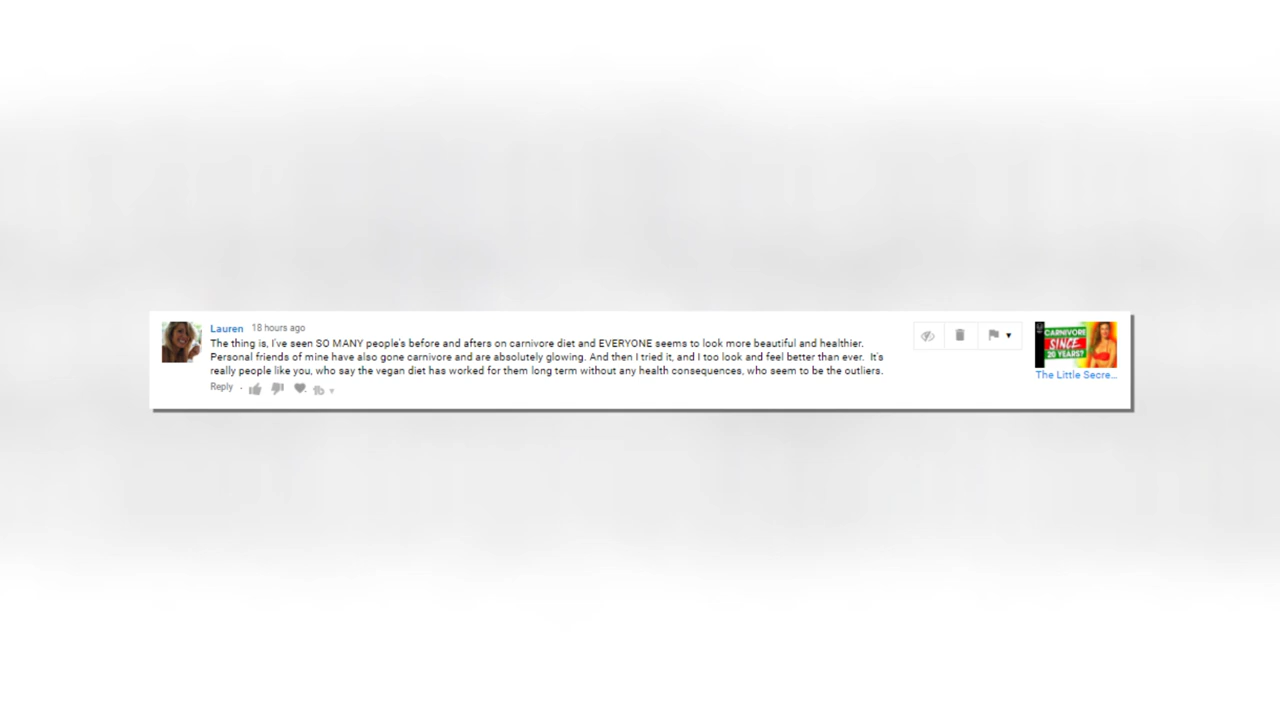 Lauren 18 hours ago
The thing is, I've seen SO MANY people's before and afters on carnivore diet and EVERYONE seems to look more beautiful and healthier.
Personal friends of mine have also gone carnivore and are absolutely glowing. And then I tried it, and I too look and feel better than ever. It's
really people like you, who say the vegan diet has worked for them long term without any health consequences, who seem to be the outliers.
Reply
CARNIVORE
SINCE
20 YEARS?
The Little Secre...